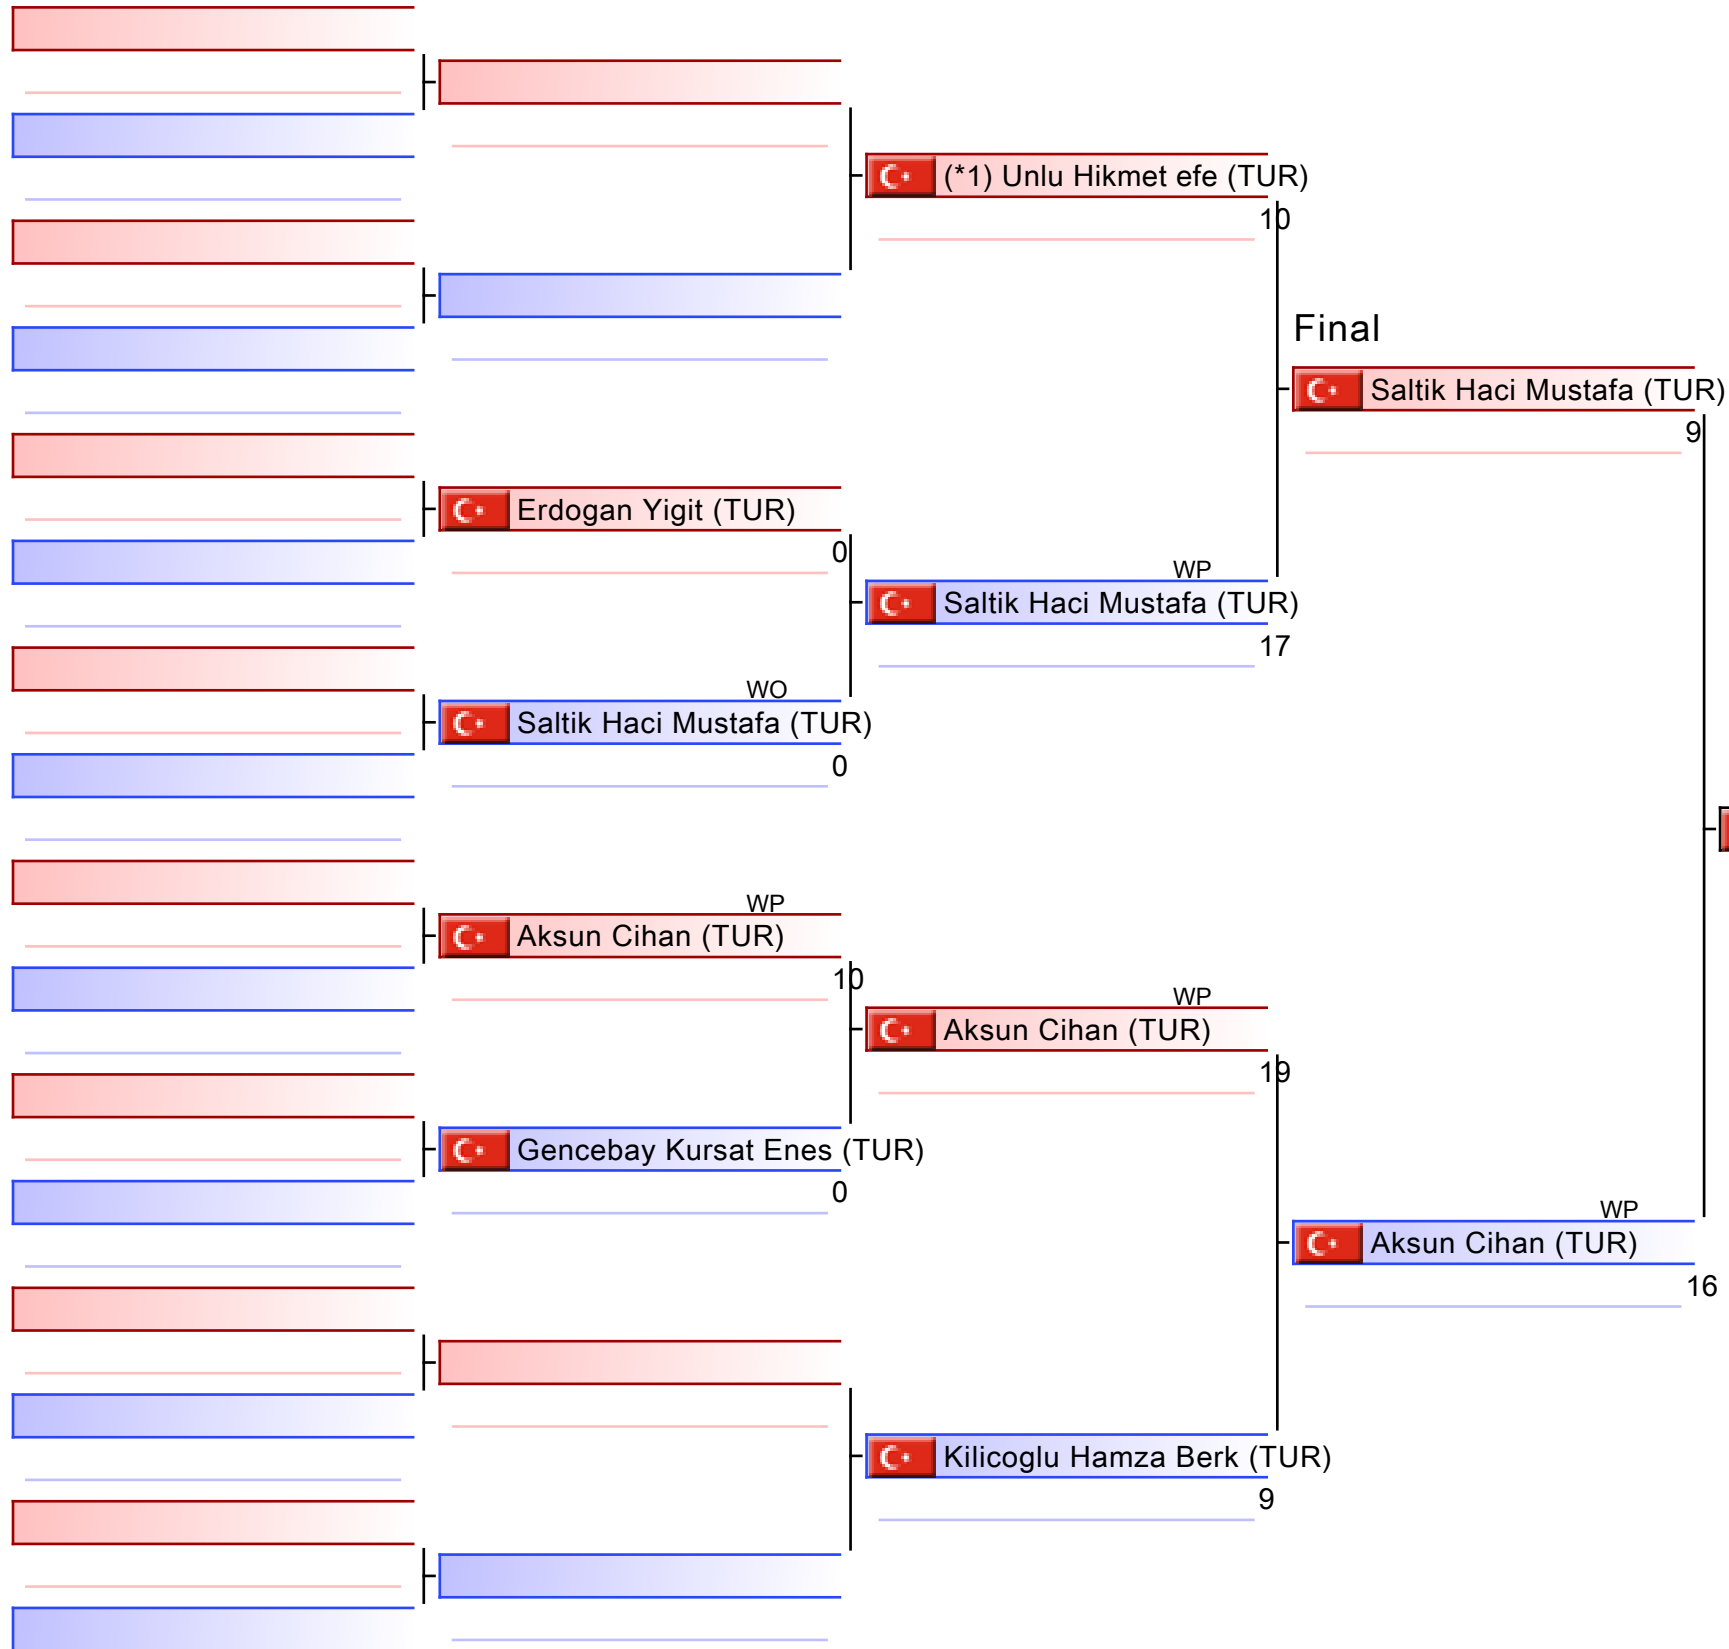 (*1) Unlu Hikmet efe (TUR)
10
Final
Saltik Haci Mustafa (TUR)
9
Erdogan Yigit (TUR)
0
WP
Saltik Haci Mustafa (TUR)
17
WO
Saltik Haci Mustafa (TUR)
0
WP
Aksun Cihan (TUR)
10
WP
Aksun Cihan (TUR)
19
Gencebay Kursat Enes (TUR)
0
WP
Aksun Cihan (TUR)
16
Kilicoglu Hamza Berk (TUR)
9